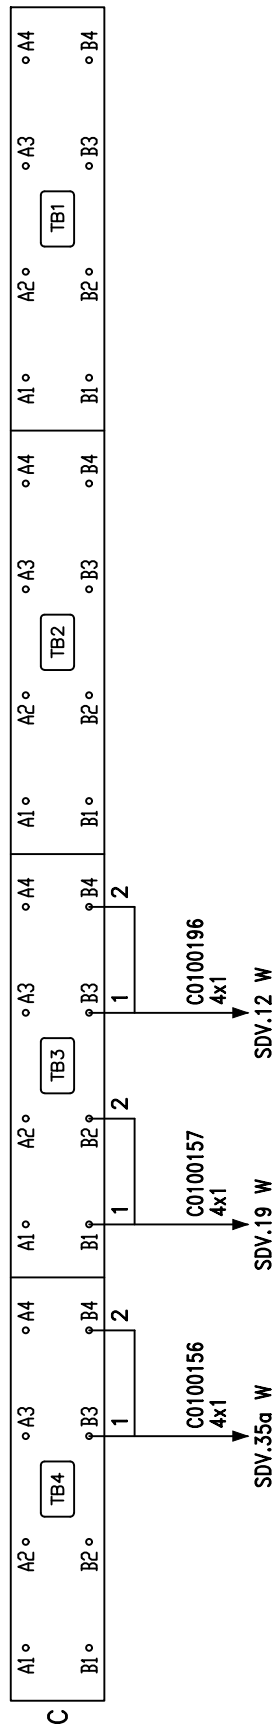 C
A1 A2 A3 A4
TB4
B1 B2 B3 B4
A1 A2 A3 A4
TB3
B1 B2 B3 B4
A1 A2 A3 A4
TB2
B1 B2 B3 B4
A1 A2 A3 A4
TB1
B1 B2 B3 B4
1 2
C0100156
4x1
SDV.35a W
1 2
C0100157
4x1
SDV.19 W
1 2
C0100196
4x1
SDV.12 W